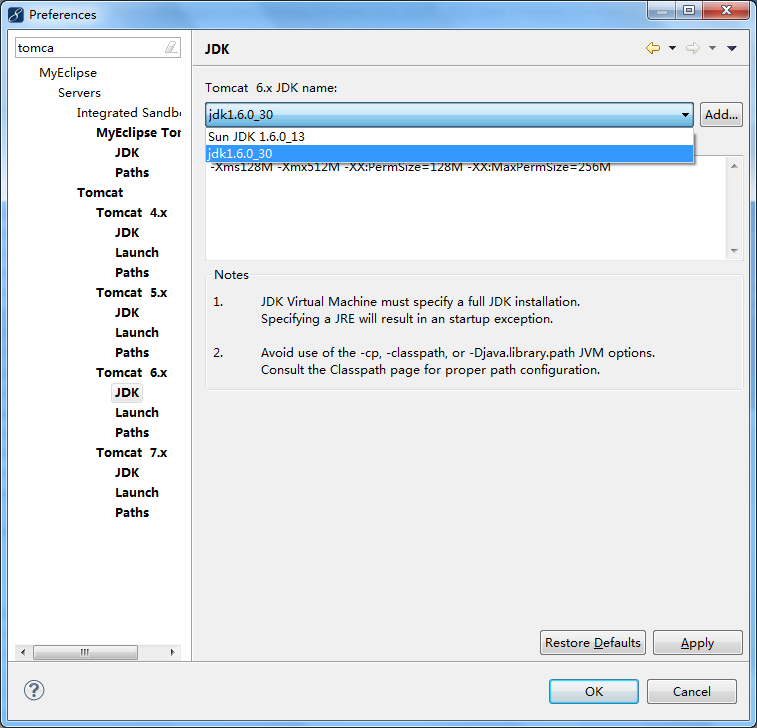 Preferences
tomca
MyEclipse
Servers
Integrated Sandb
MyEclipse Tor
JDK
Paths
Tomcat
Tomcat 4.x
JDK
Launch
Paths
Tomcat 5.x
JDK
Launch
Paths
Tomcat 6.x
JDK
Launch
Paths
Tomcat 7.x
JDK
Launch
Paths
JDK
Tomcat 6.x JDK name:
jdk1.6.0_30
Add...
Sun JDK 1.6.0_13
jdk1.6.0_30
-Xms128M -Xmx512M -XX:PermSize=128M -XX:MaxPermSize=256M
Notes
1. JDK Virtual Machine must specify a full JDK installation.
Specifying a JRE will result in an startup exception.
2. Avoid use of the -cp, -classpath, or -Djava.library.path JVM options.
Consult the Classpath page for proper path configuration.
Restore Defaults
Apply
?
OK
Cancel